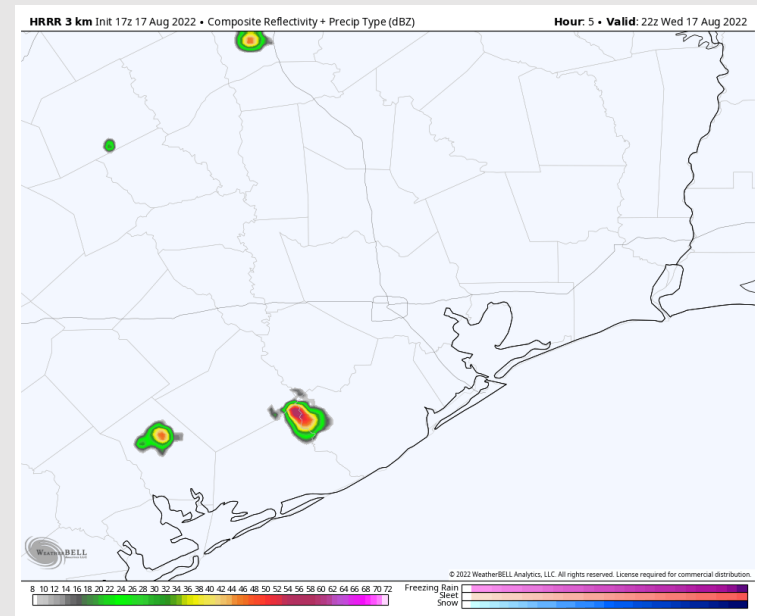 HRRR 3 km Init 17z 17 Aug 2022 • Composite Reflectivity + Precip Type (dBZ) Hour: 5 • Valid: 22z Wed 17 Aug 2022
WEATHERBELL
© 2022 WeatherBELL Analytics, LLC. All rights reserved. License required for commercial distribution.
8 10 12 14 16 18 20 22 24 26 28 30 32 34 36 38 40 42 44 46 48 50 52 54 56 58 60 62 64 66 68 70 72
Freezing Rain
Sleet
Snow